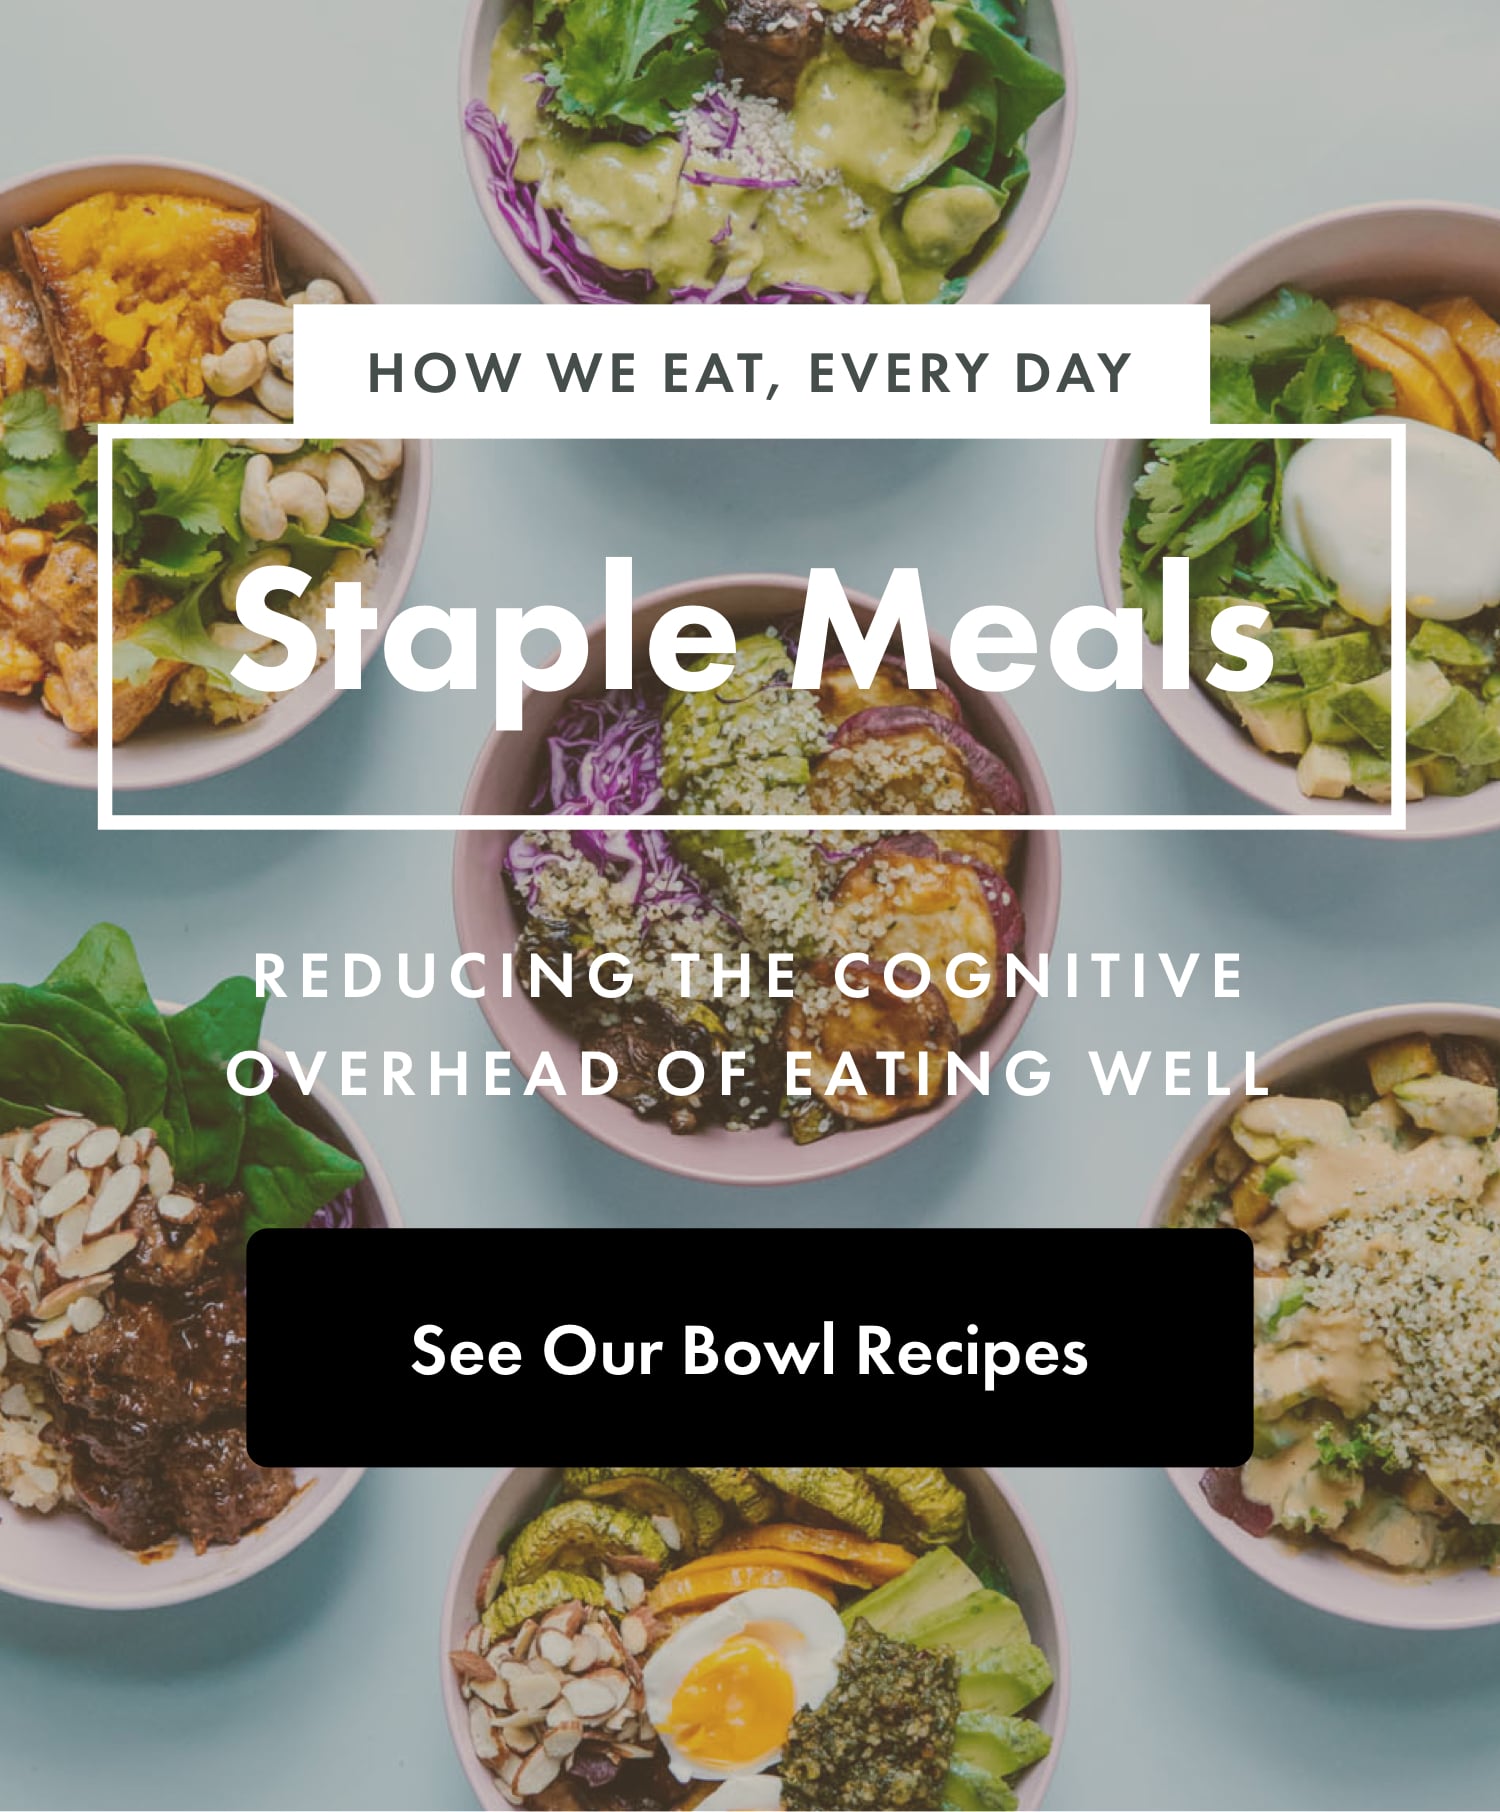 HOW WE EAT, EVERY DAY
Staple Meals
REDUCING THE COGNITIVE
OVERHEAD OF EATING WELL
See Our Bowl Recipes